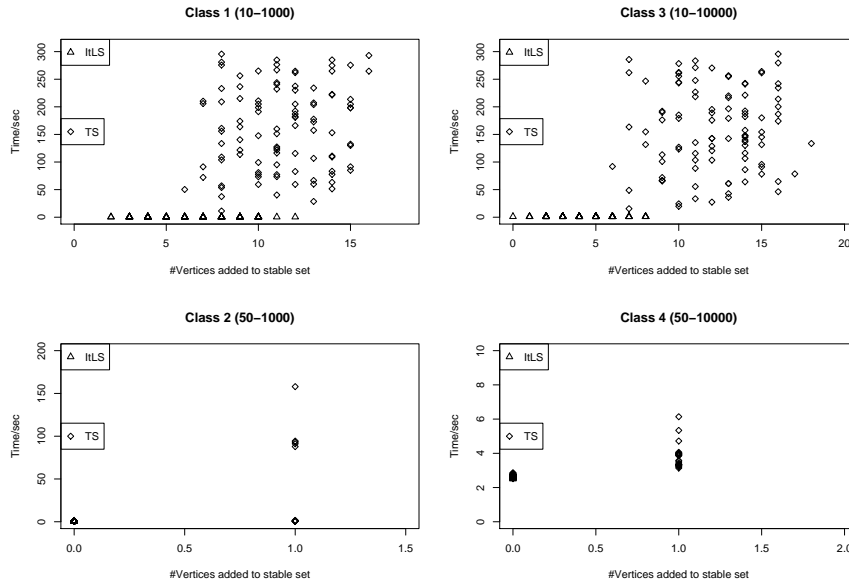 Class 1 (10–1000)
Time/sec
300
250
200
150
100
50
0
ItLS
TS
0 5 10 15
#Vertices added to stable set
Class 3 (10–10000)
Time/sec
300
250
200
150
100
50
0
ItLS
TS
0 5 10 15 20
#Vertices added to stable set
Class 2 (50–1000)
Time/sec
200
150
100
50
0
ItLS
TS
0.0 0.5 1.0 1.5
#Vertices added to stable set
Class 4 (50–10000)
Time/sec
10
8
6
4
2
0
ItLS
TS
0.0 0.5 1.0 1.5 2.0
#Vertices added to stable set